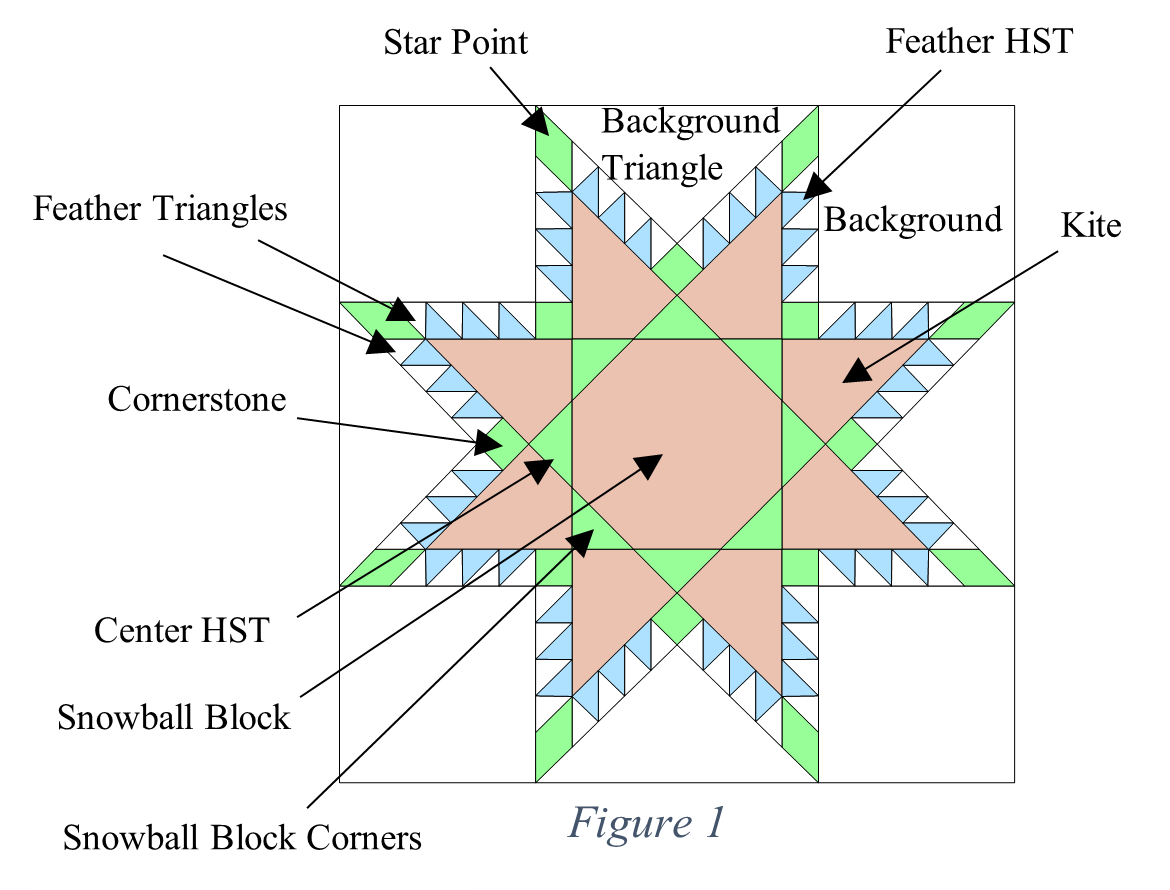 Star Point
Feather HST
Background
Triangle
Feather Triangles
Background
Kite
Cornerstone
Center HST
Snowball Block
Snowball Block Corners
Figure 1